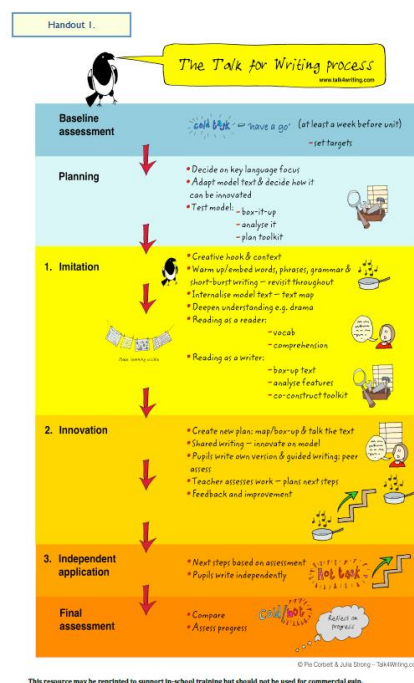 Handout 1.
The Talk for Writing process
www.talk4writing.com
Baseline
assessment
cold task – 'have a go' (at least a week before unit)
– set targets
Planning
• Decide on key language focus
• Adapt model text & decide how it
can be innovated
• Test model:
– box-it-up
– analyse it
– plan toolkit
1. Imitation
• Creative hook & context
• Warm up/embed words, phrases, grammar &
short-burst writing – revisit throughout
• Internalise model text – text map
• Deepen understanding e.g. drama
• Reading as a reader:
– vocab
– comprehension
• Reading as a writer:
– box-up text
– analyse features
– co-construct toolkit
2. Innovation
• Create new plan: map/box-up & talk the text
• Shared writing – innovate on model
• Pupils write own version & guided writing; peer
assess
• Teacher assesses work – plans next steps
• Feedback and improvement
3. Independent
application
• Next steps based on assessment
• Pupils write independently
Hot task
Final
assessment
• Compare
• Assess progress
Cold/hot
Reflect on
progress
© Pie Corbett & Julia Strong – Talk4Writing.co
This resource may be reprinted to support in-school training but should not be used for commercial gain.